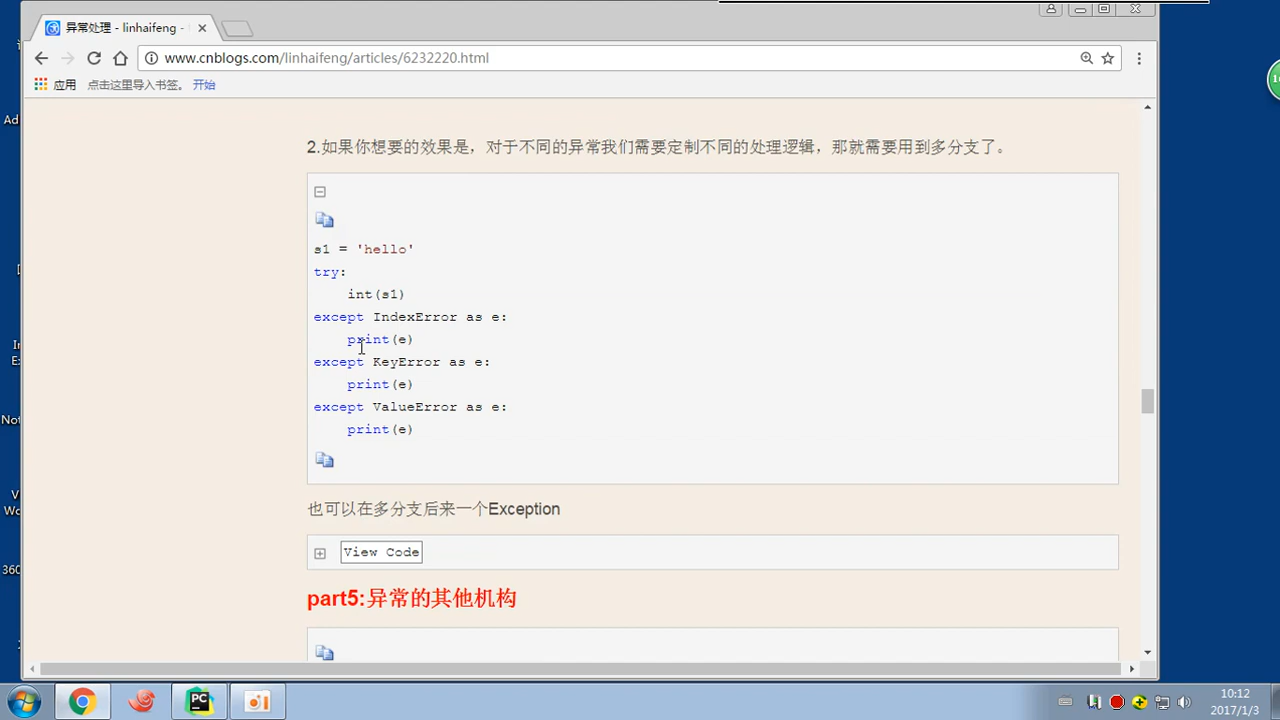 异常处理 - linhaifeng -
www.cnblogs.com/linhaifeng/articles/6232220.html
应用 点击这里导入书签。 开始
2.如果你想要的效果是，对于不同的异常我们需要定制不同的处理逻辑，那就需要用到多分支了。
s1 = 'hello'
try:
    int(s1)
except IndexError as e:
    print(e)
except KeyError as e:
    print(e)
except ValueError as e:
    print(e)
也可以在多分支后来一个Exception
View Code
part5:异常的其他机构
Ad
Not
360
PC
10:12
2017/1/3